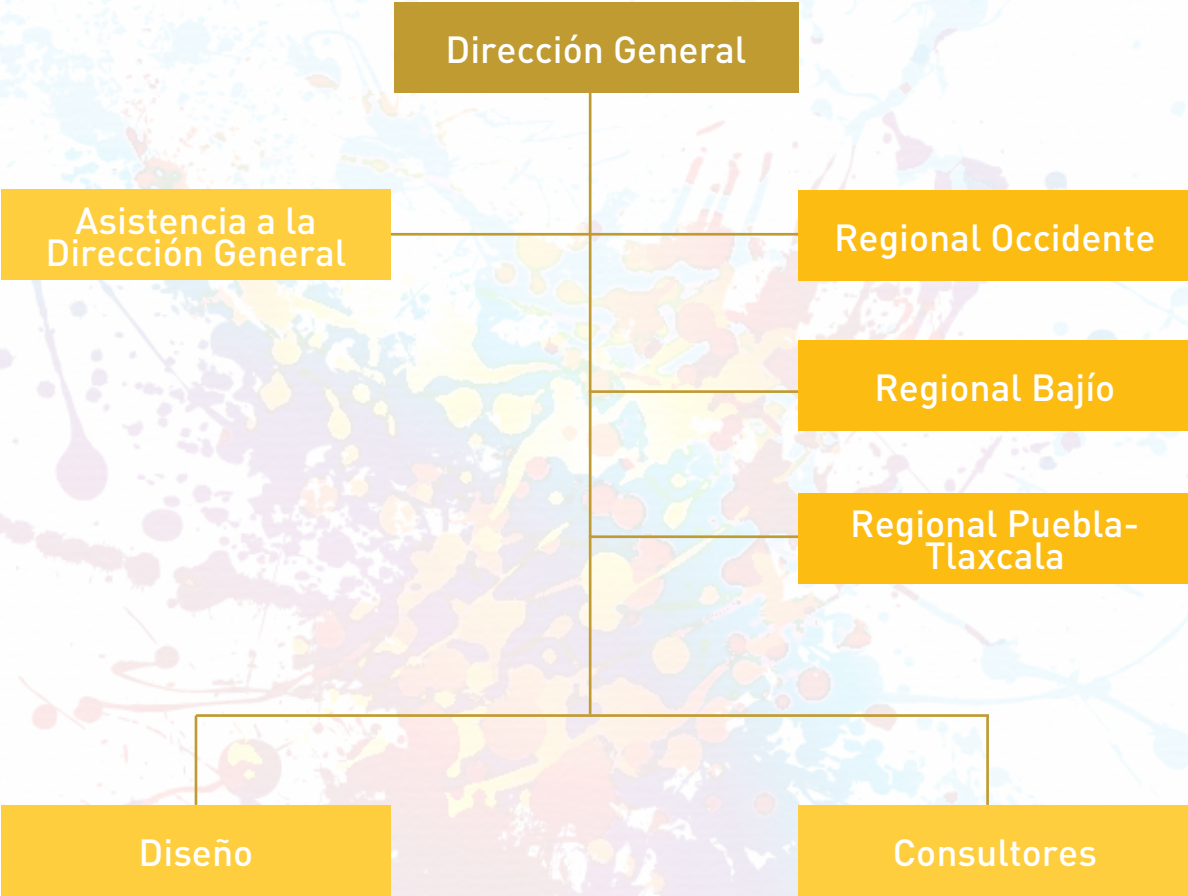 Dirección General
Asistencia a la
Dirección General
Regional Occidente
Regional Bajío
Regional Puebla-
Tlaxcala
Diseño
Consultores